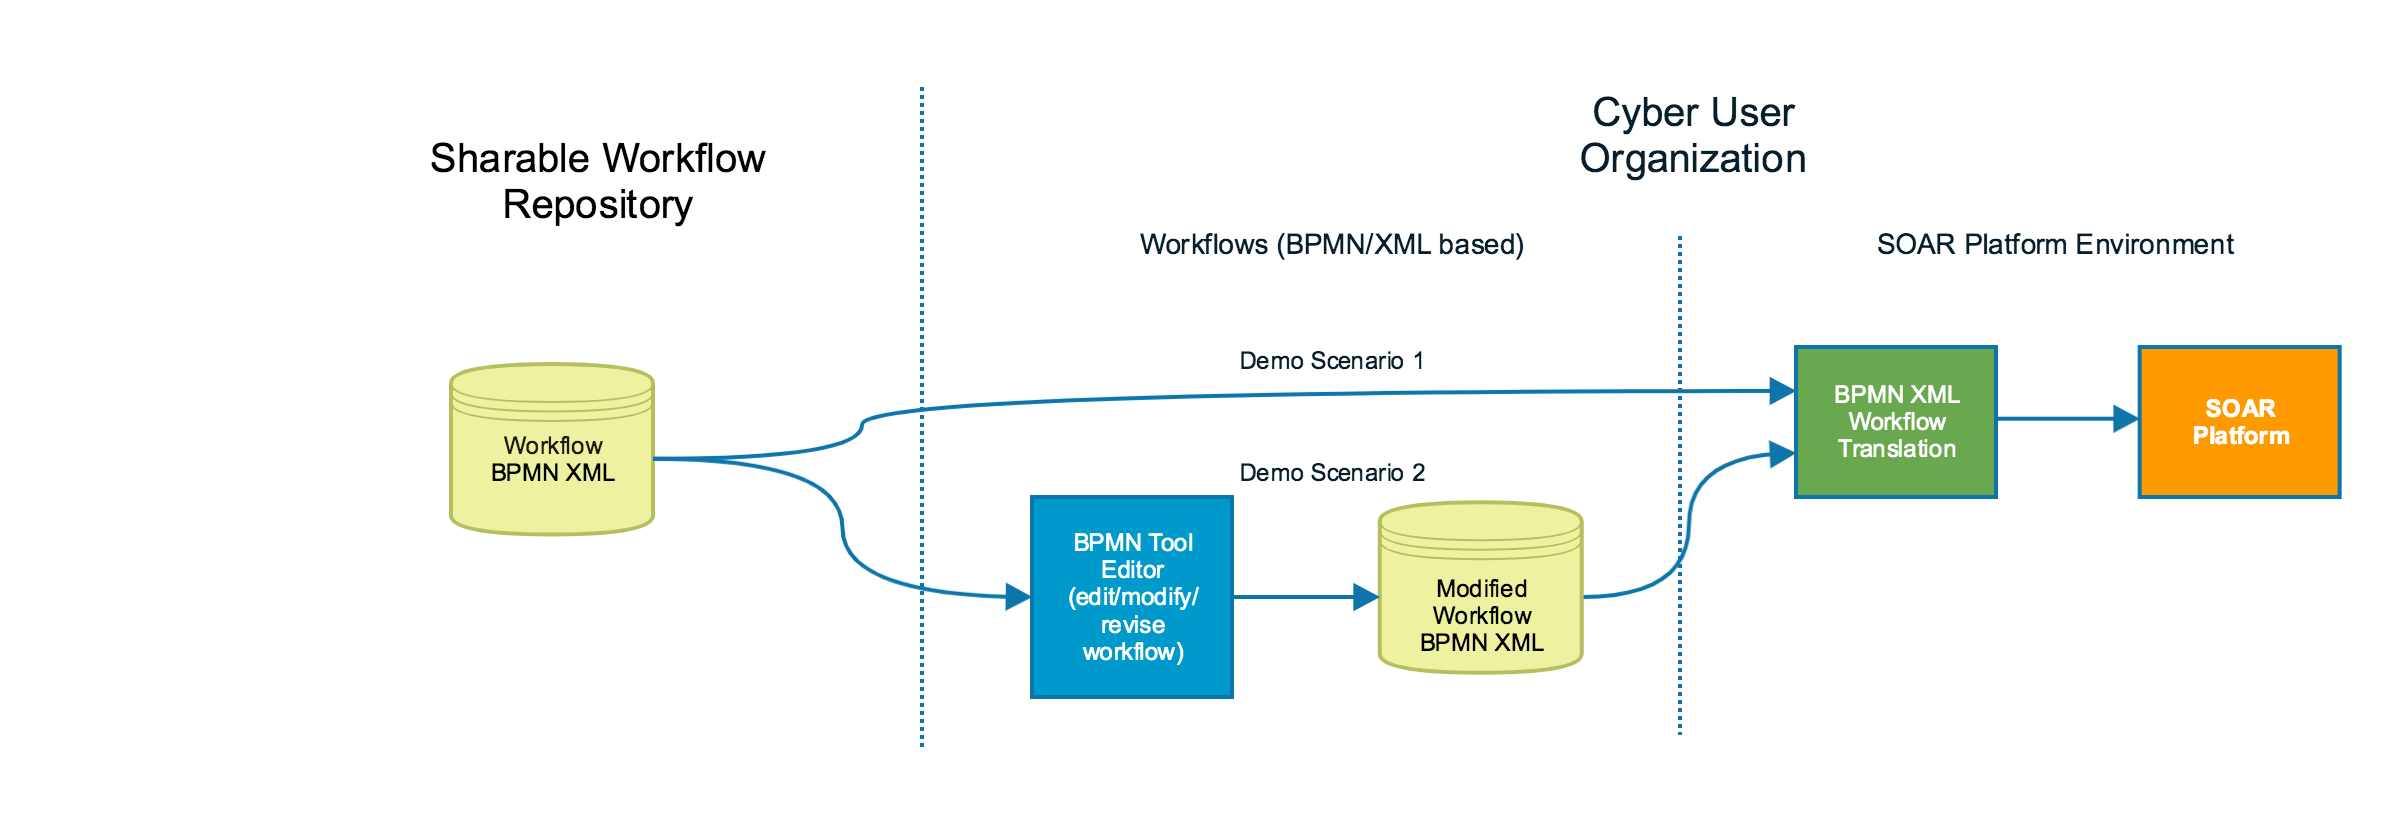 Cyber User
Organization
Sharable Workflow
Repository
Workflows (BPMN/XML based)
SOAR Platform Environment
Demo Scenario 1
Workflow
BPMN XML
BPMN XML
Workflow
Translation
SOAR
Platform
Demo Scenario 2
BPMN Tool
Editor
(edit/modify/
revise
workflow)
Modified
Workflow
BPMN XML